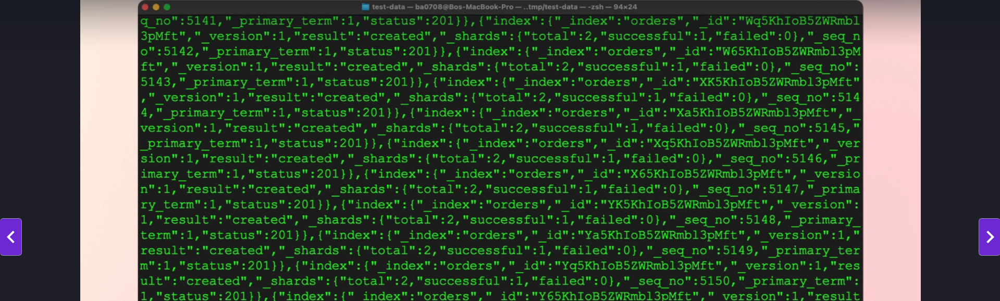 test-data — ba0708@Bos-MacBook-Pro — ..tmp/test-data — -zsh — 94×24
q_no":5141,"_primary_term":1,"status":201}},{"index":{"_index":"orders","_id":"Wq5KhIoB5ZWRmbl
3pMft","_version":1,"result":"created","_shards":{"total":2,"successful":1,"failed":0},"_seq_n
o":5142,"_primary_term":1,"status":201}},{"index":{"_index":"orders","_id":"W65KhIoB5ZWRmbl3pM
ft","_version":1,"result":"created","_shards":{"total":2,"successful":1,"failed":0},"_seq_no":
5143,"_primary_term":1,"status":201}},{"index":{"_index":"orders","_id":"XK5KhIoB5ZWRmbl3pMft"
,"_version":1,"result":"created","_shards":{"total":2,"successful":1,"failed":0},"_seq_no":514
4,"_primary_term":1,"status":201}},{"index":{"_index":"orders","_id":"Xa5KhIoB5ZWRmbl3pMft","_
version":1,"result":"created","_shards":{"total":2,"successful":1,"failed":0},"_seq_no":5145,"
_primary_term":1,"status":201}},{"index":{"_index":"orders","_id":"Xq5KhIoB5ZWRmbl3pMft","_ver
sion":1,"result":"created","_shards":{"total":2,"successful":1,"failed":0},"_seq_no":5146,"_pr
imary_term":1,"status":201}},{"index":{"_index":"orders","_id":"X65KhIoB5ZWRmbl3pMft","_versio
n":1,"result":"created","_shards":{"total":2,"successful":1,"failed":0},"_seq_no":5147,"_prima
ry_term":1,"status":201}},{"index":{"_index":"orders","_id":"YK5KhIoB5ZWRmbl3pMft","_version":
1,"result":"created","_shards":{"total":2,"successful":1,"failed":0},"_seq_no":5148,"_primary_
term":1,"status":201}},{"index":{"_index":"orders","_id":"Ya5KhIoB5ZWRmbl3pMft","_version":1,"
result":"created","_shards":{"total":2,"successful":1,"failed":0},"_seq_no":5149,"_primary_ter
m":1,"status":201}},{"index":{"_index":"orders","_id":"Yq5KhIoB5ZWRmbl3pMft","_version":1,"res
ult":"created","_shards":{"total":2,"successful":1,"failed":0},"_seq_no":5150,"_primary_term":
1,"status":201}},{"index":{"_index":"orders","_id":"Y65KhIoB5ZWRmbl3pMft","_version":1,"result